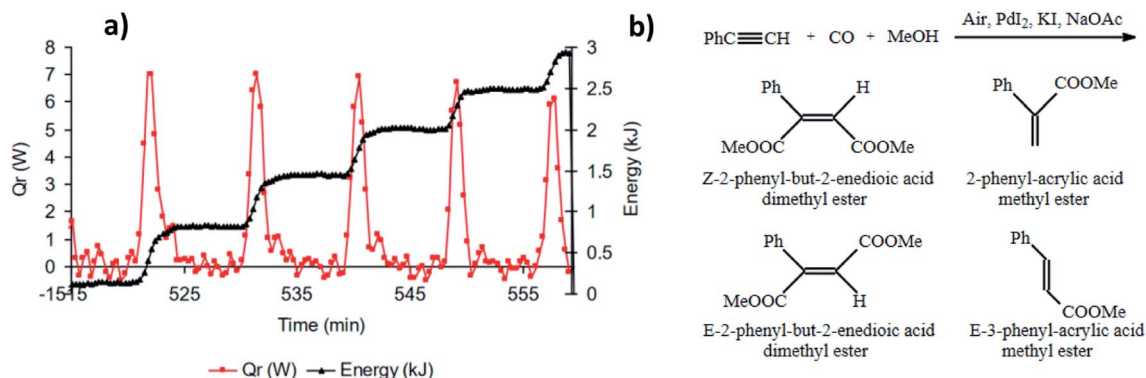 a)
8
7
6
5
4
3
2
1
0
-1
Qr (W)
3
2.5
2
1.5
1
0.5
0
Energy (kJ)
515 525 535 545 555
Time (min)
Qr (W) Energy (kJ)
b)
PhC≡CH + CO + MeOH
Air, PdI2, KI, NaOAc
Ph H
MeOOC COOMe
Z-2-phenyl-but-2-enedioic acid
dimethyl ester
Ph COOMe
2-phenyl-acrylic acid
methyl ester
Ph COOMe
MeOOC H
E-2-phenyl-but-2-enedioic acid
dimethyl ester
Ph
COOMe
E-3-phenyl-acrylic acid
methyl ester